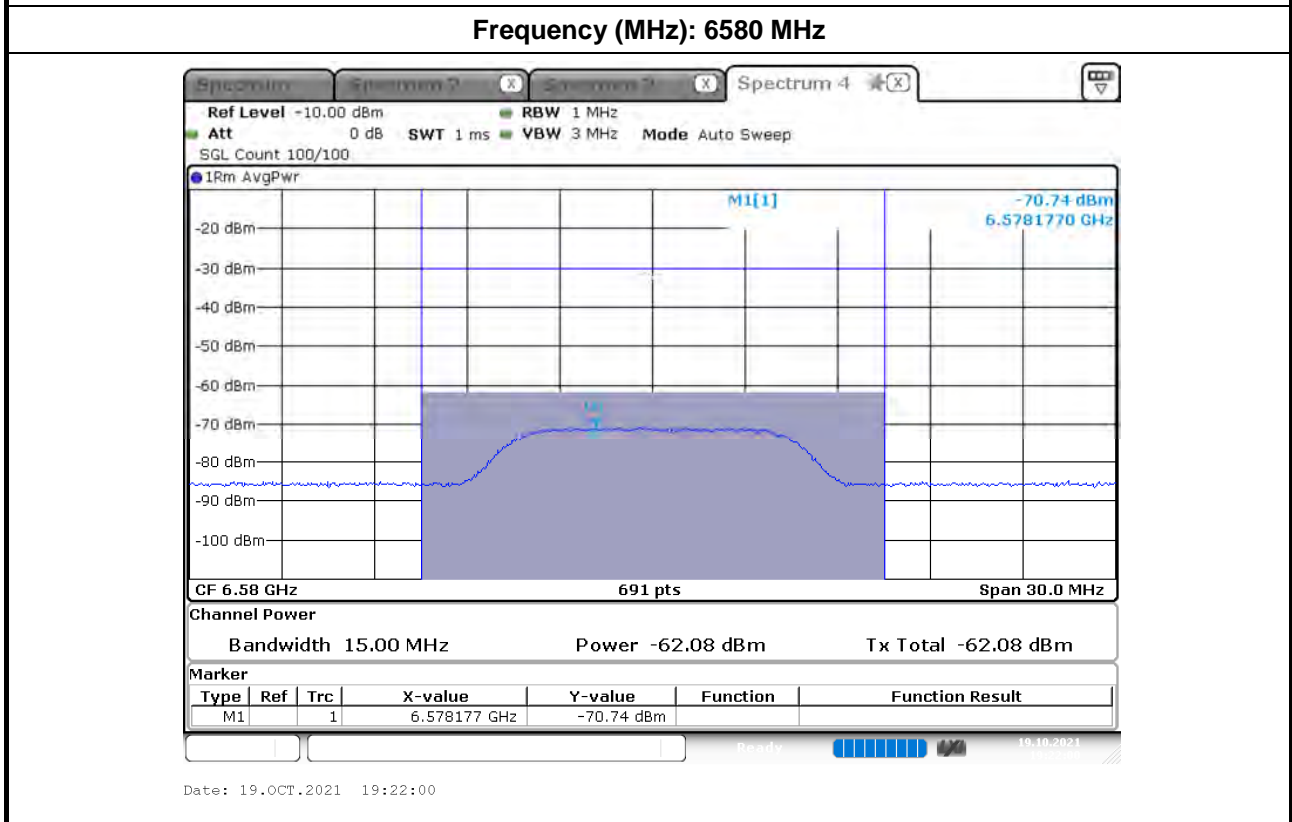 Frequency (MHz): 6580 MHz
Spectrum 4
Ref Level -10.00 dBm RBW 1 MHz
Att 0 dB SWT 1 ms VBW 3 MHz Mode Auto Sweep
SGL Count 100/100
1Rm AvgPwr
M1[1] -70.74 dBm
6.5781770 GHz
-20 dBm
-30 dBm
-40 dBm
-50 dBm
-60 dBm
-70 dBm
-80 dBm
-90 dBm
-100 dBm
CF 6.58 GHz 691 pts Span 30.0 MHz
Channel Power
Bandwidth 15.00 MHz Power -62.08 dBm Tx Total -62.08 dBm
Marker
Type Ref Trc X-value Y-value Function Function Result
M1 1 6.578177 GHz -70.74 dBm
Ready 19.10.2021
Date: 19.OCT.2021 19:22:00